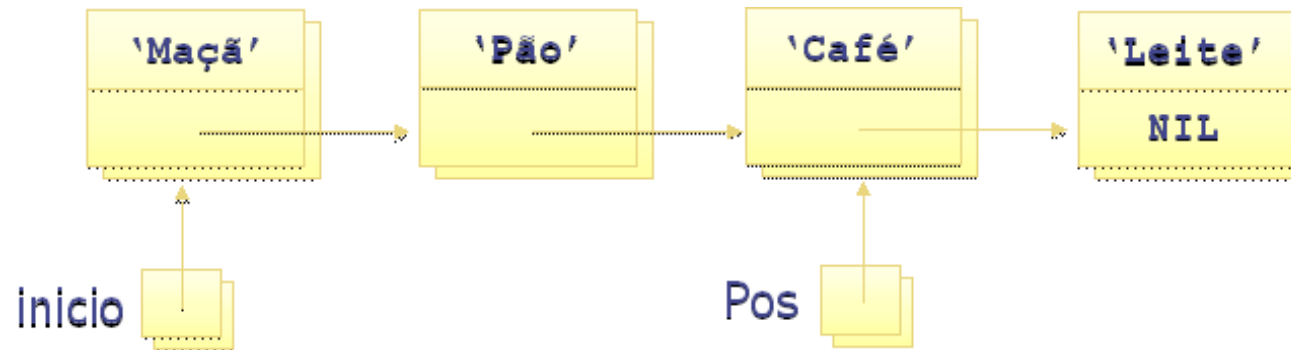 ‘Maçã’
‘Pão’
‘Café’
‘Leite’
NIL
inicio
Pos